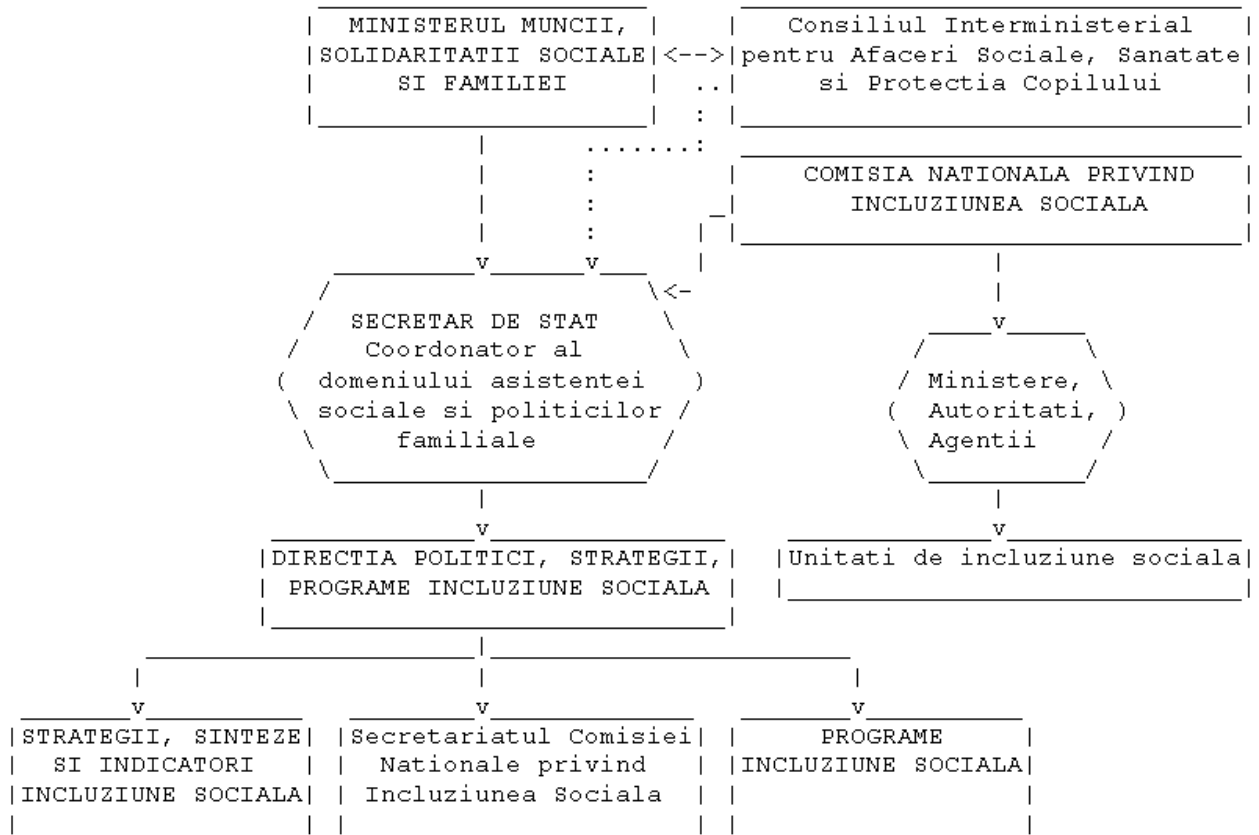 MINISTERUL MUNCII,
SOLIDARITATII SOCIALE
SI FAMILIEI
Consiliul Interministerial
pentru Afaceri Sociale, Sanatate
si Protectia Copilului
COMISIA NATIONALA PRIVIND
INCLUZIUNEA SOCIALA
SECRETAR DE STAT
Coordonator al
domeniului asistentei
sociale si politicilor
familiale
Ministere,
Autoritati,
Agentii
DIRECTIA POLITICI, STRATEGII,
PROGRAME INCLUZIUNE SOCIALA
Unitati de incluziune sociala
STRATEGII, SINTEZE
SI INDICATORI
INCLUZIUNE SOCIALA
Secretariatul Comisiei
Nationale privind
Incluziunea Sociala
PROGRAME
INCLUZIUNE SOCIALA